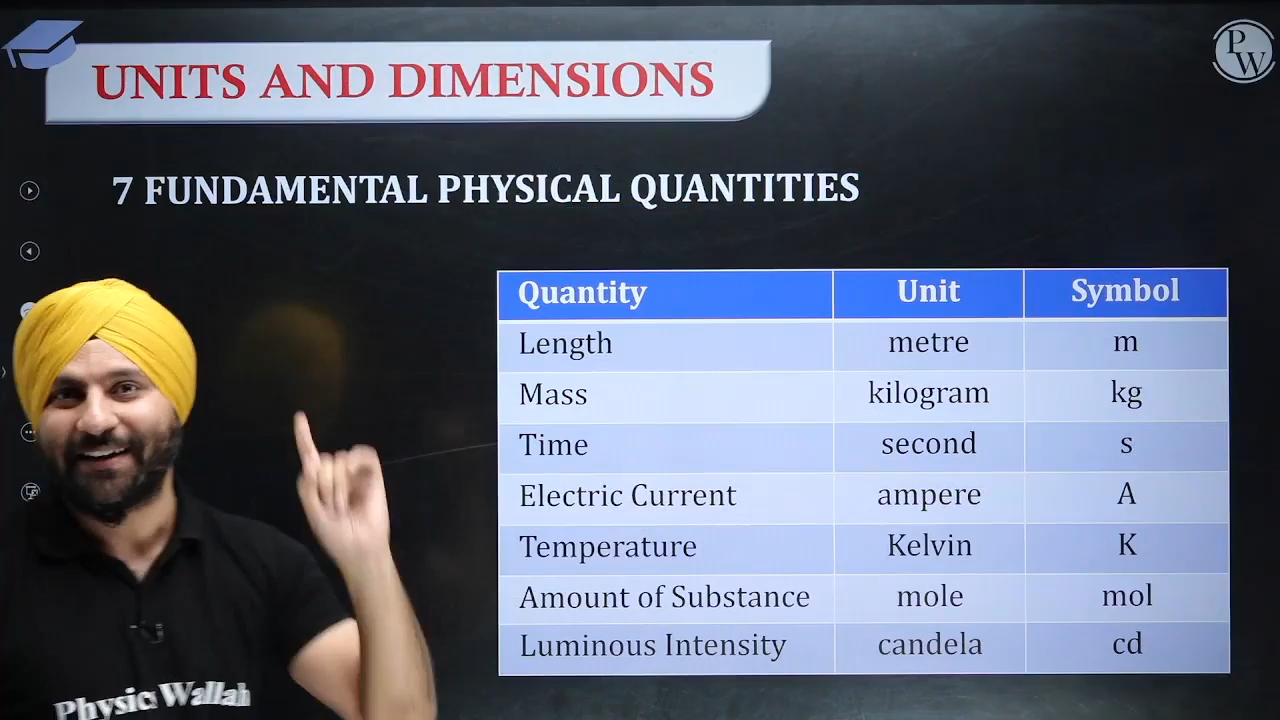 UNITS AND DIMENSIONS
PW
7 FUNDAMENTAL PHYSICAL QUANTITIES
Quantity Unit Symbol
Length metre m
Mass kilogram kg
Time second s
Electric Current ampere A
Temperature Kelvin K
Amount of Substance mole mol
Luminous Intensity candela cd
Physics Wallah